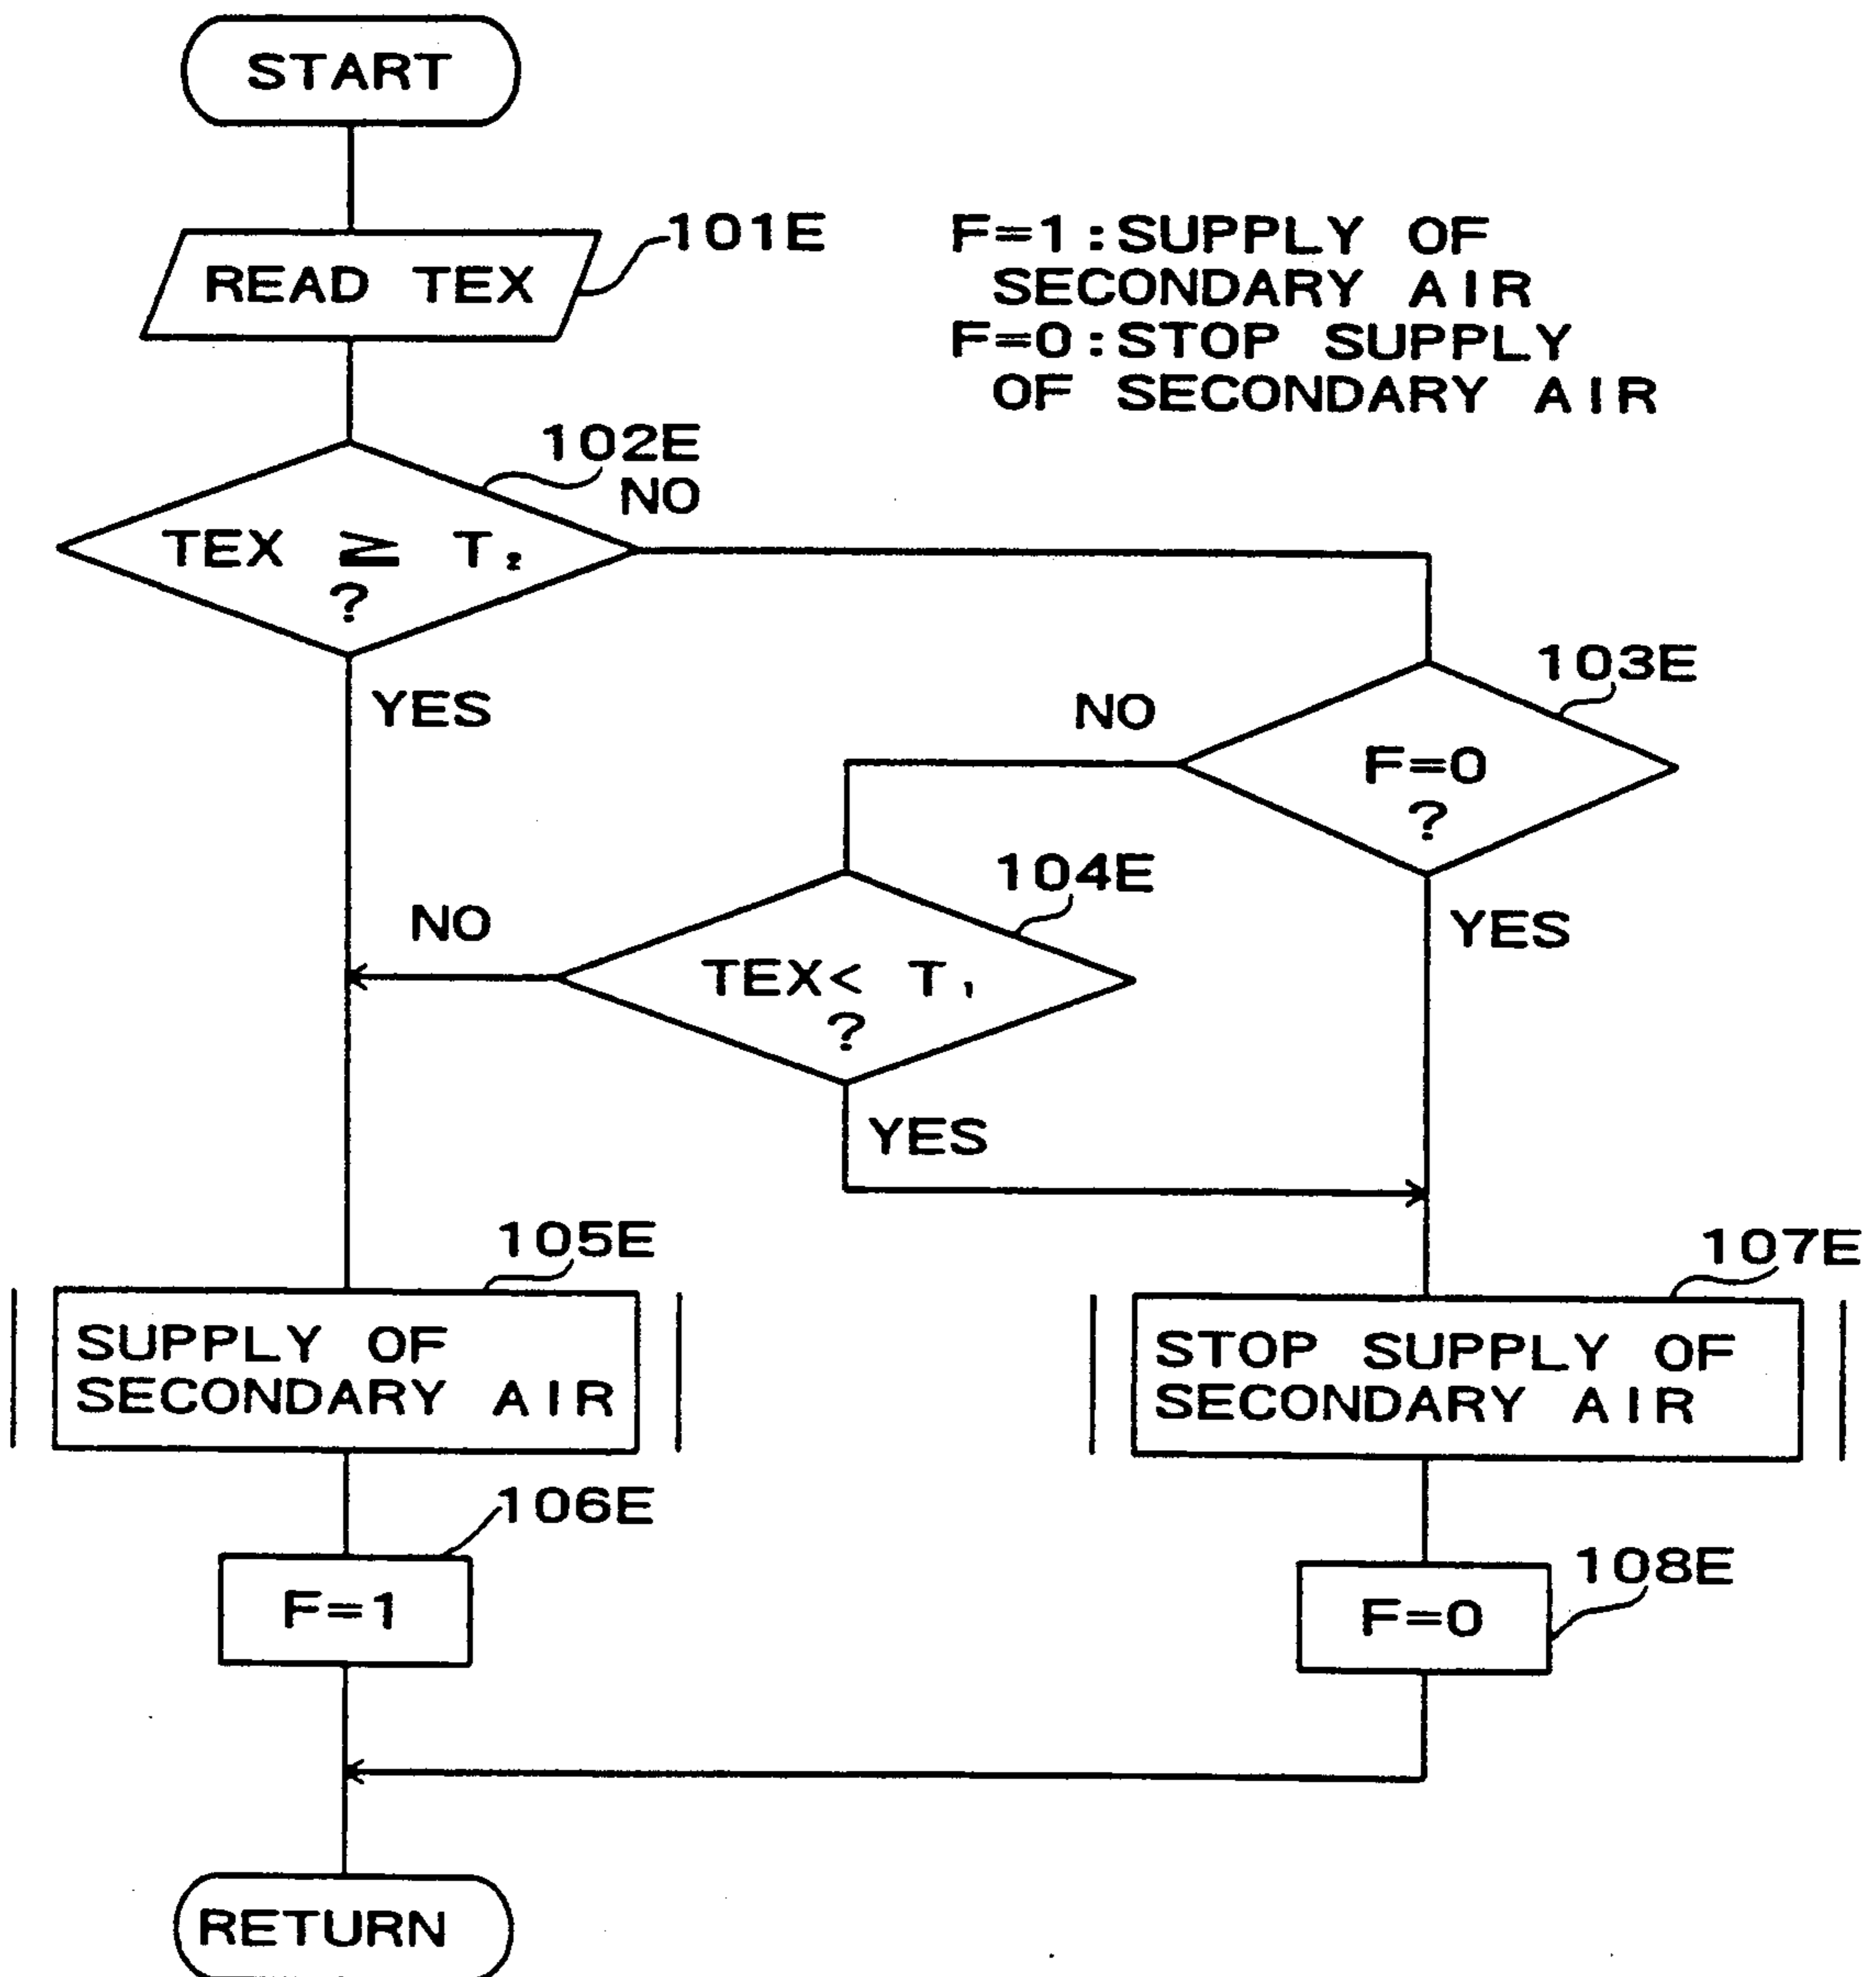 START
READ TEX
101E
F=1:SUPPLY OF
SECONDARY AIR
F=0:STOP SUPPLY
OF SECONDARY AIR
102E
NO
TEX ≧ T₂
?
YES
103E
NO
F=0
?
YES
104E
NO
TEX< T₁
?
YES
105E
SUPPLY OF
SECONDARY AIR
107E
STOP SUPPLY OF
SECONDARY AIR
106E
F=1
108E
F=0
RETURN